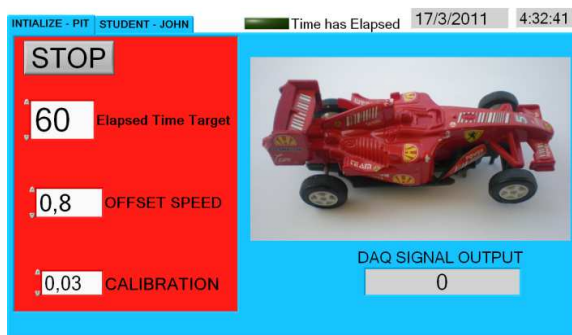 INTIALIZE - PIT STUDENT - JOHN Time has Elapsed 17/3/2011 4:32:41
STOP
60 Elapsed Time Target
0,8 OFFSET SPEED
0,03 CALIBRATION
DAQ SIGNAL OUTPUT
0